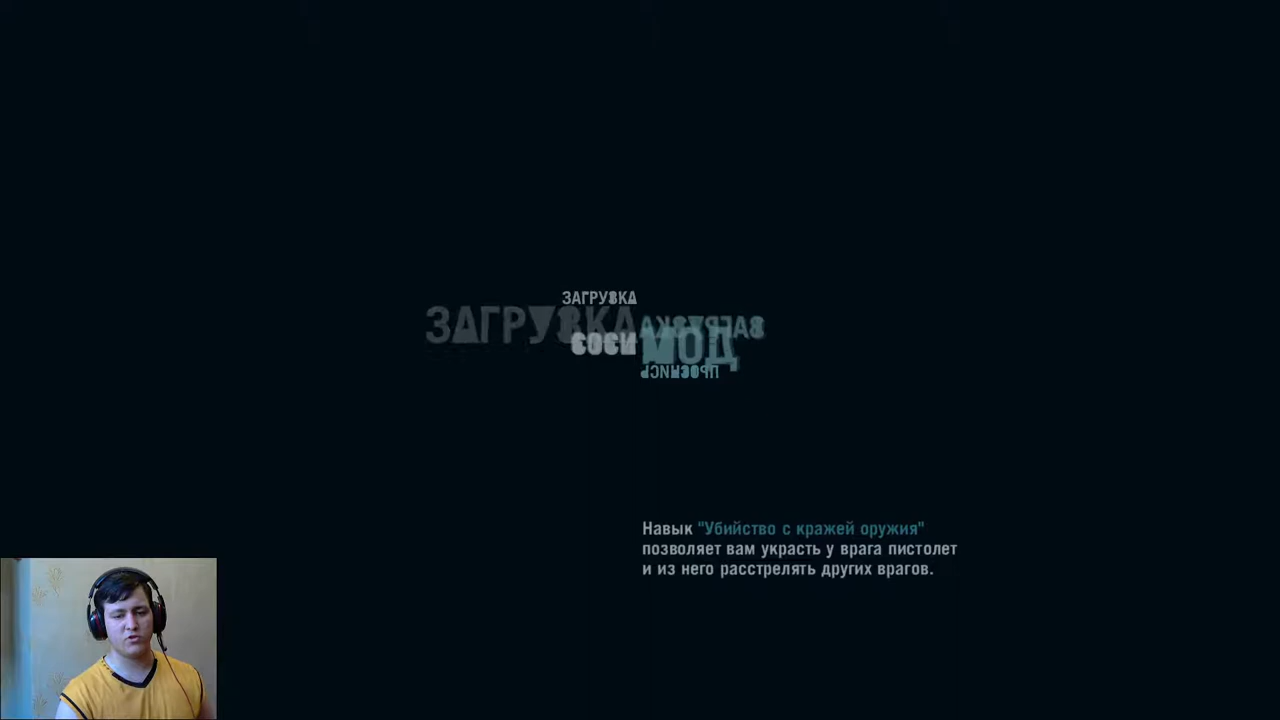 ЗАГРУЗКА
ЗАГРУЗКА
ЗАГРУЗКА
СОСИ
МОД
ПРОСНИСЬ
Навык "Убийство с кражей оружия"
позволяет вам украсть у врага пистолет
и из него расстрелять других врагов.